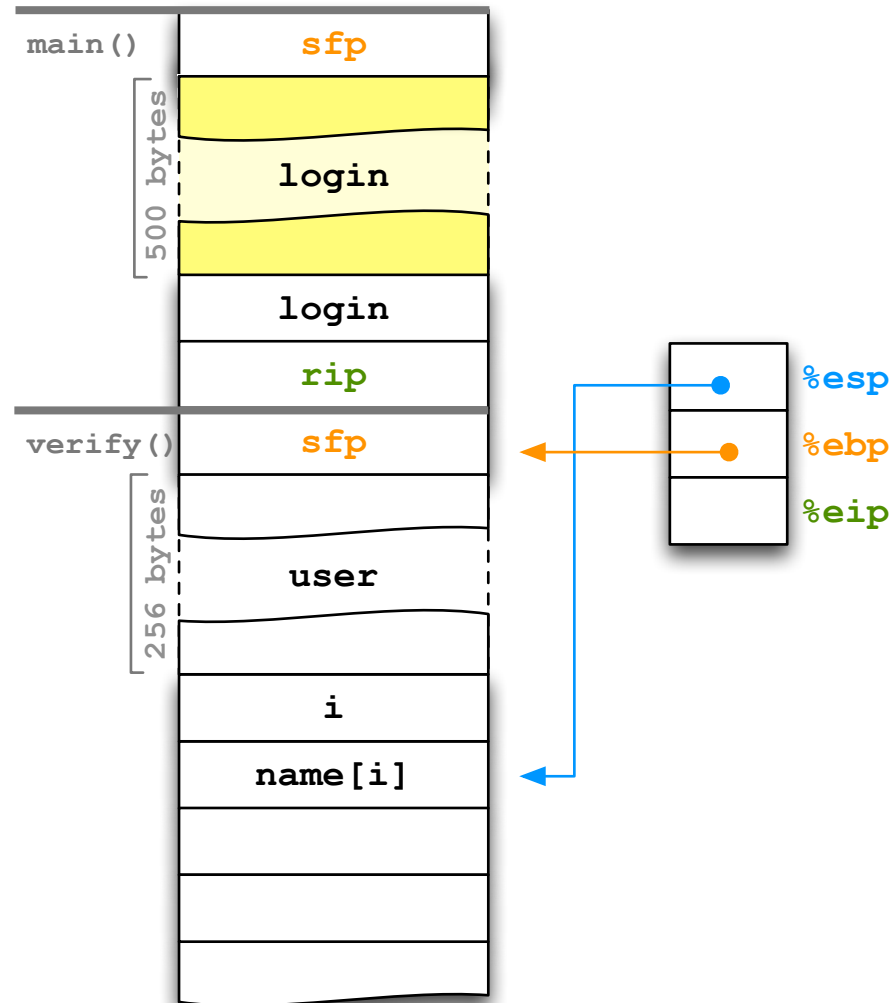 main()
sfp
500 bytes
login
login
rip
%esp
verify()
sfp
%ebp
%eip
256 bytes
user
i
name[i]